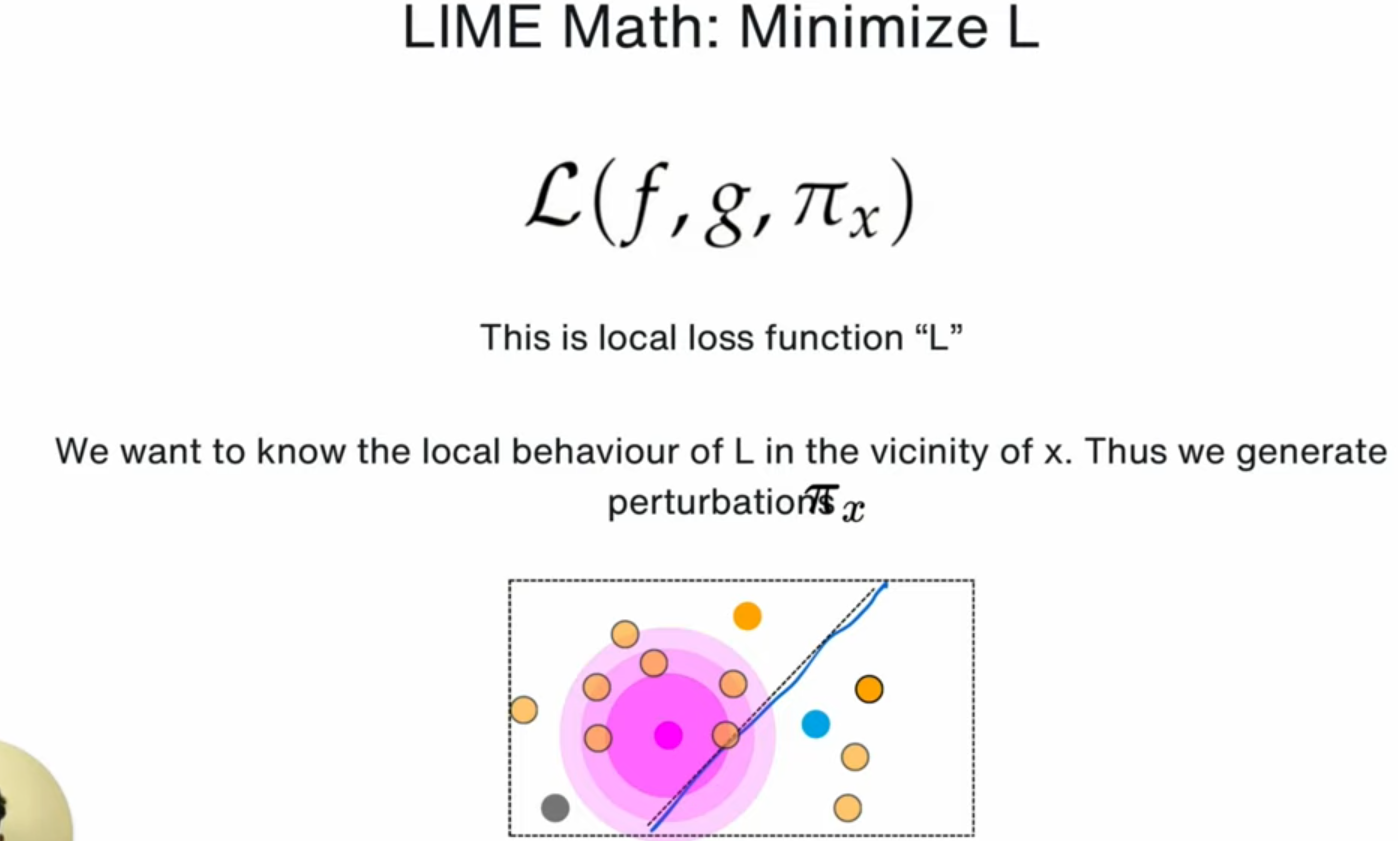 LIME Math: Minimize L
ℒ(f, g, πₓ)
This is local loss function “L”
We want to know the local behaviour of L in the vicinity of x. Thus we generate
perturbations πₓ